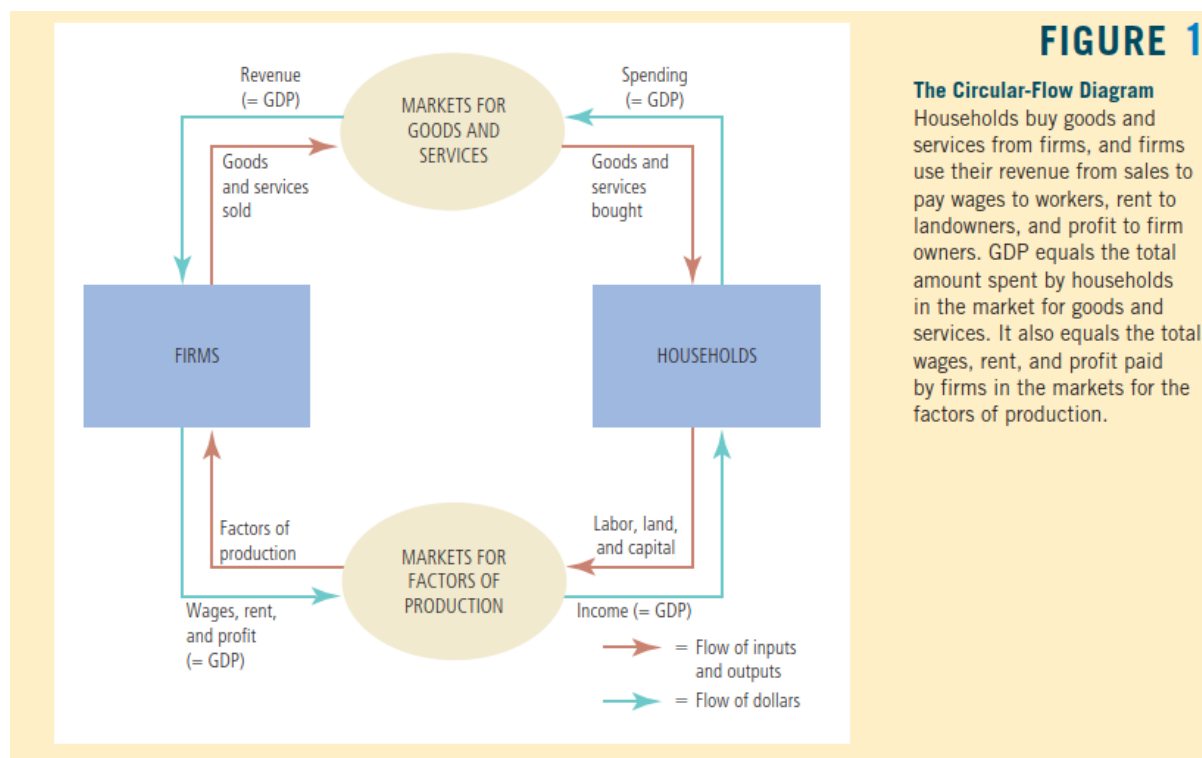 FIGURE 1
The Circular-Flow Diagram
Households buy goods and
services from firms, and firms
use their revenue from sales to
pay wages to workers, rent to
landowners, and profit to firm
owners. GDP equals the total
amount spent by households
in the market for goods and
services. It also equals the total
wages, rent, and profit paid
by firms in the markets for the
factors of production.
Revenue
(= GDP)
MARKETS FOR
GOODS AND
SERVICES
Spending
(= GDP)
Goods
and services
sold
Goods and
services
bought
FIRMS
HOUSEHOLDS
Factors of
production
MARKETS FOR
FACTORS OF
PRODUCTION
Labor, land,
and capital
Wages, rent,
and profit
(= GDP)
Income (= GDP)
= Flow of inputs
and outputs
= Flow of dollars